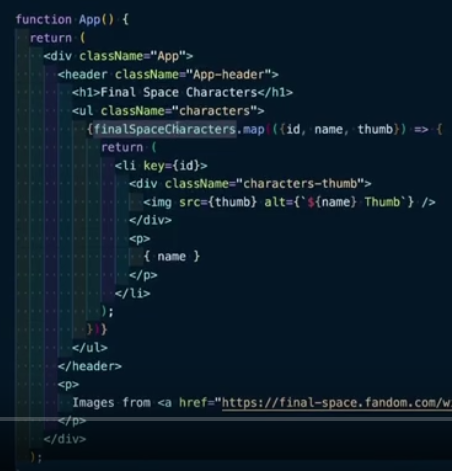 function App() {
return (
<div className="App">
<header className="App-header">
<h1>Final Space Characters</h1>
<ul className="characters">
{finalSpaceCharacters.map(({id, name, thumb}) => {
return (
<li key={id}>
<div className="characters-thumb">
<img src={thumb} alt={`${name} Thumb`} />
</div>
<p>
{ name }
</p>
</li>
);
})}
</ul>
</header>
<p>
Images from <a href="https://final-space.fandom.com/w
</p>
</div>
);